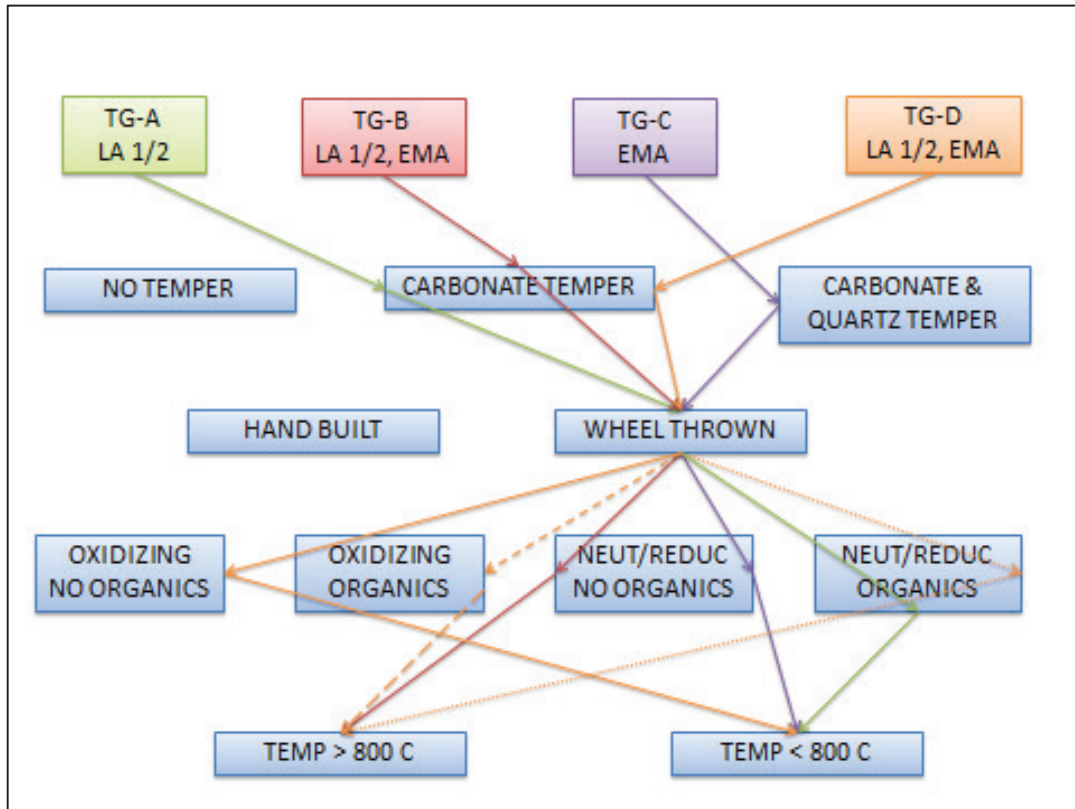 TG-A
LA 1/2
TG-B
LA 1/2, EMA
TG-C
EMA
TG-D
LA 1/2, EMA
NO TEMPER
CARBONATE TEMPER
CARBONATE &
QUARTZ TEMPER
HAND BUILT
WHEEL THROWN
OXIDIZING
NO ORGANICS
OXIDIZING
ORGANICS
NEUT/REDUC
NO ORGANICS
NEUT/REDUC
ORGANICS
TEMP > 800 C
TEMP < 800 C